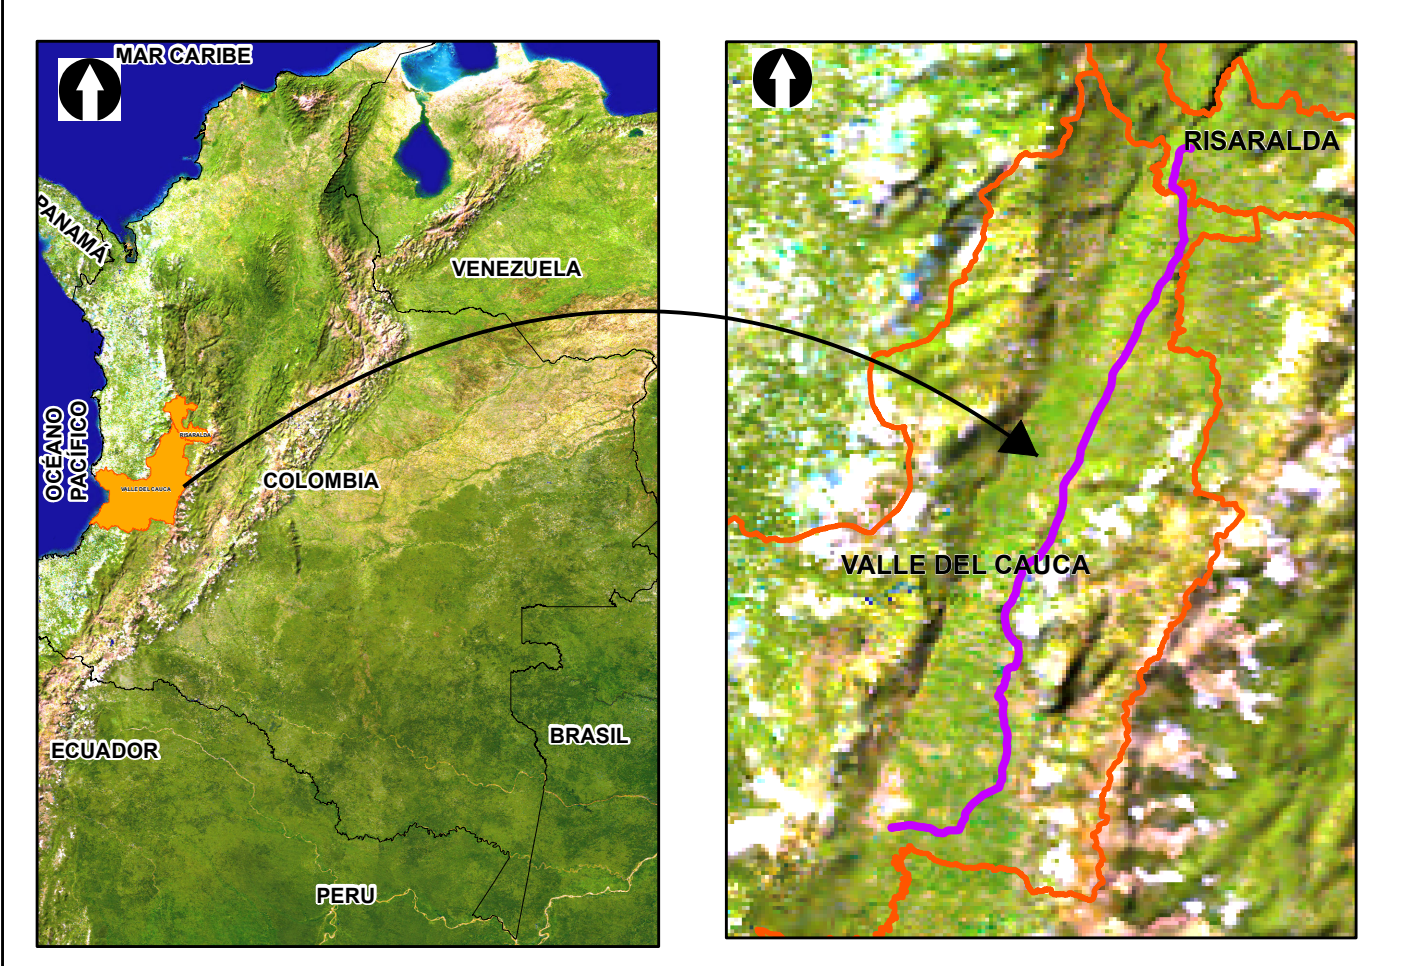 MAR CARIBE
PANAMÁ
VENEZUELA
OCÉANO
PACÍFICO
RISARALDA
VALLE DEL CAUCA
COLOMBIA
ECUADOR
BRASIL
PERU
RISARALDA
VALLE DEL CAUCA